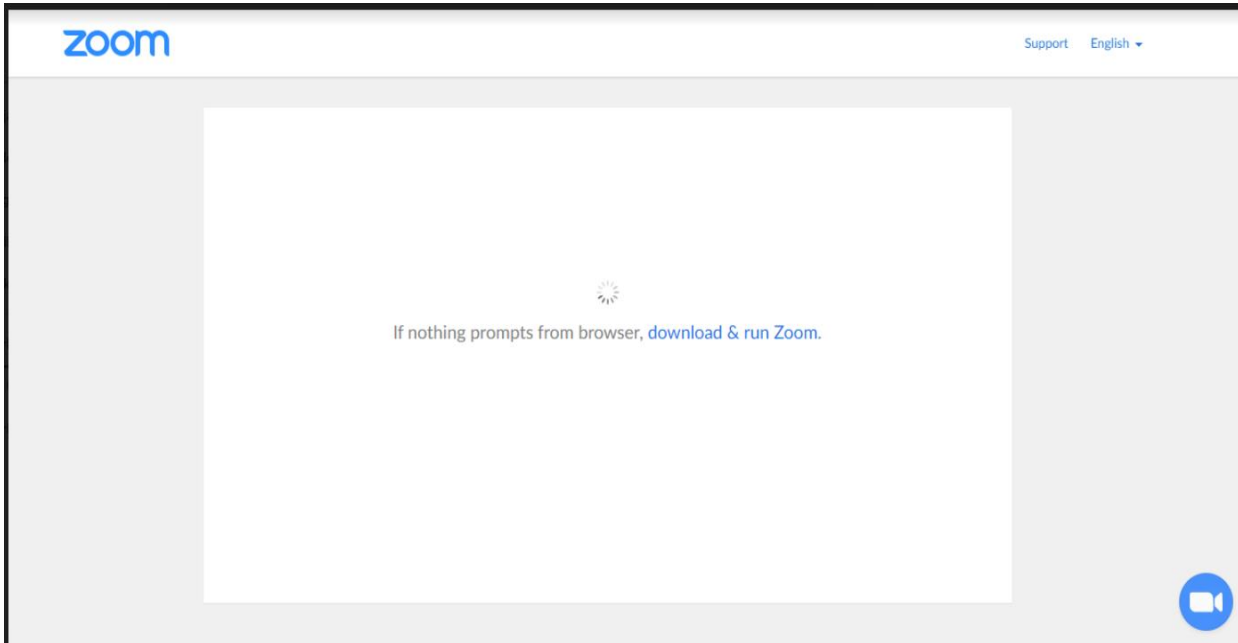 zoom
Support English
If nothing prompts from browser, download & run Zoom.